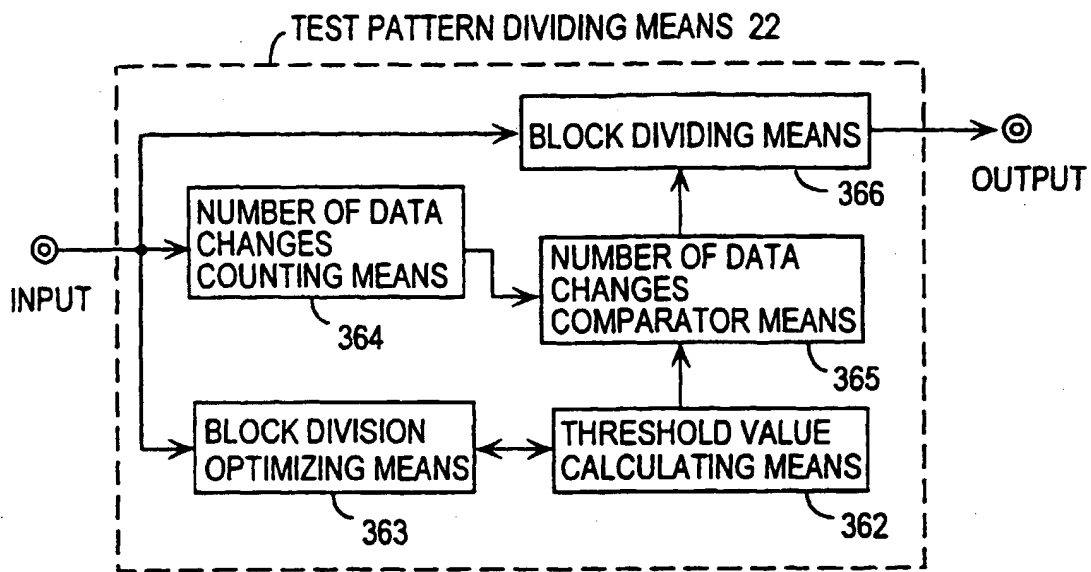 TEST PATTERN DIVIDING MEANS 22
BLOCK DIVIDING MEANS
366
OUTPUT
INPUT
NUMBER OF DATA
CHANGES
COUNTING MEANS
364
NUMBER OF DATA
CHANGES
COMPARATOR MEANS
365
BLOCK DIVISION
OPTIMIZING MEANS
363
THRESHOLD VALUE
CALCULATING MEANS
362